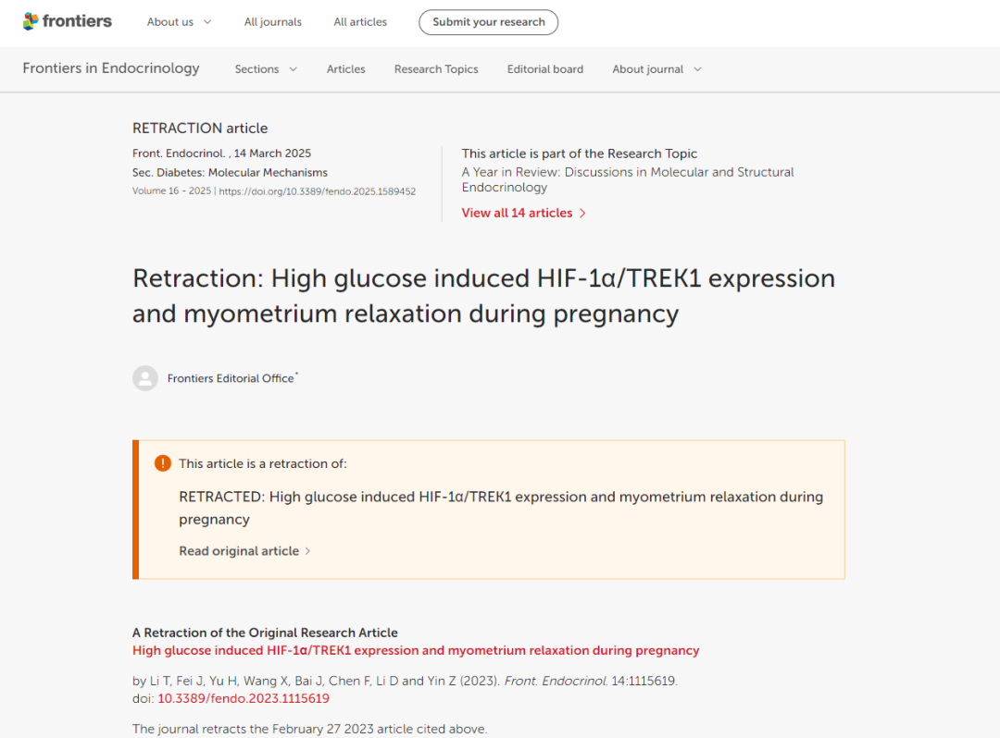 frontiers
About us
All journals
All articles
Submit your research
Frontiers in Endocrinology
Sections
Articles
Research Topics
Editorial board
About journal
RETRACTION article
Front. Endocrinol. , 14 March 2025
Sec. Diabetes: Molecular Mechanisms
Volume 16 - 2025 | https://doi.org/10.3389/fendo.2025.1589452
This article is part of the Research Topic
A Year in Review: Discussions in Molecular and Structural
Endocrinology
View all 14 articles >
Retraction: High glucose induced HIF-1α/TREK1 expression
and myometrium relaxation during pregnancy
Frontiers Editorial Office*
This article is a retraction of:
RETRACTED: High glucose induced HIF-1α/TREK1 expression and myometrium relaxation during
pregnancy
Read original article >
A Retraction of the Original Research Article
High glucose induced HIF-1α/TREK1 expression and myometrium relaxation during pregnancy
by Li T, Fei J, Yu H, Wang X, Bai J, Chen F, Li D and Yin Z (2023). Front. Endocrinol. 14:1115619.
doi: 10.3389/fendo.2023.1115619
The journal retracts the February 27 2023 article cited above.